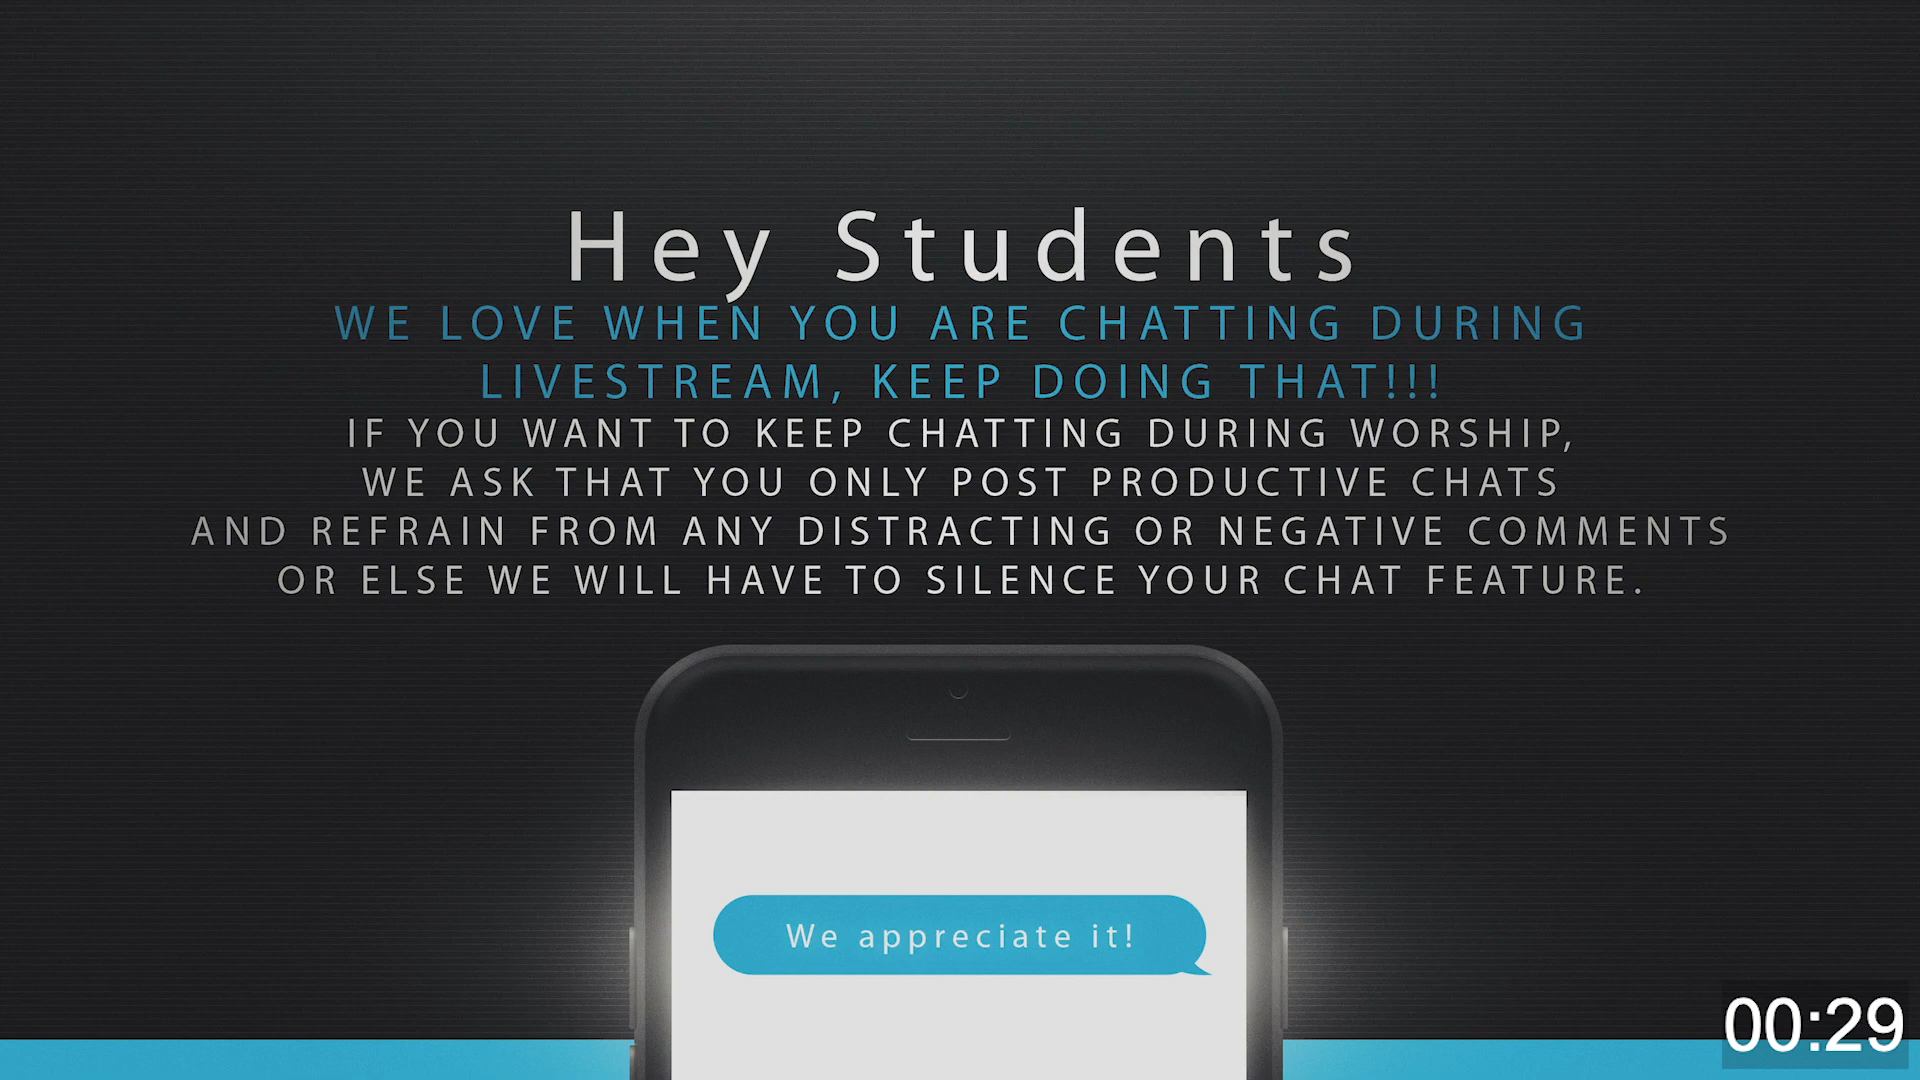 Hey Students
WE LOVE WHEN YOU ARE CHATTING DURING
LIVESTREAM, KEEP DOING THAT!!!
IF YOU WANT TO KEEP CHATTING DURING WORSHIP,
WE ASK THAT YOU ONLY POST PRODUCTIVE CHATS
AND REFRAIN FROM ANY DISTRACTING OR NEGATIVE COMMENTS
OR ELSE WE WILL HAVE TO SILENCE YOUR CHAT FEATURE.
We appreciate it!
00:29